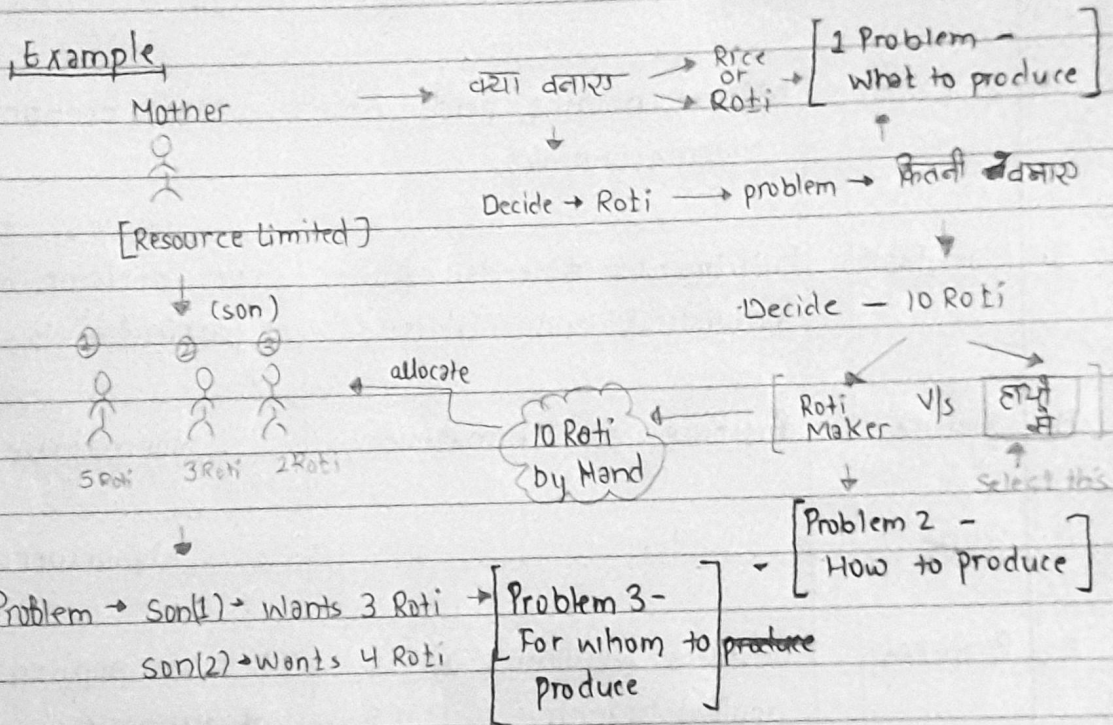 Example
Mother
[Resource Limited]
क्या बनाए
Rice
or
Roti
[1 Problem -
What to produce]
Decide → Roti → problem → कितनी बनाए
Decide - 10 Roti
[Roti Maker V/s हाथों से]
Select this
[Problem 2 -
How to produce]
10 Roti
by Hand
allocate
(son)
① ② ③
5 Roti 3 Roti 2 Roti
Problem → Son(1) → Wants 3 Roti →
son(2) → Wants 4 Roti
[Problem 3 -
For whom to
produce]